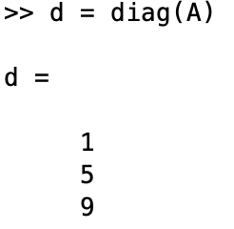 >> d = diag(A)
d =
1
5
9